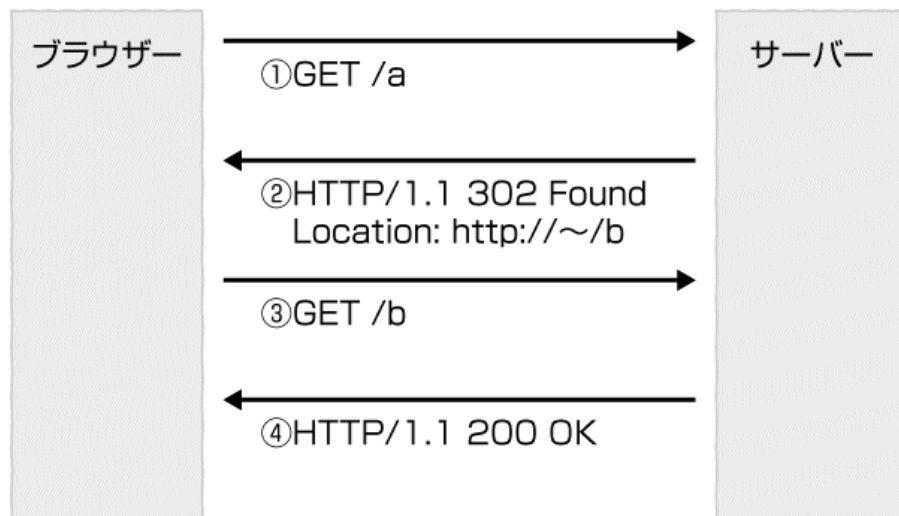 ブラウザー
サーバー
①GET /a
②HTTP/1.1 302 Found
Location: http://～/b
③GET /b
④HTTP/1.1 200 OK